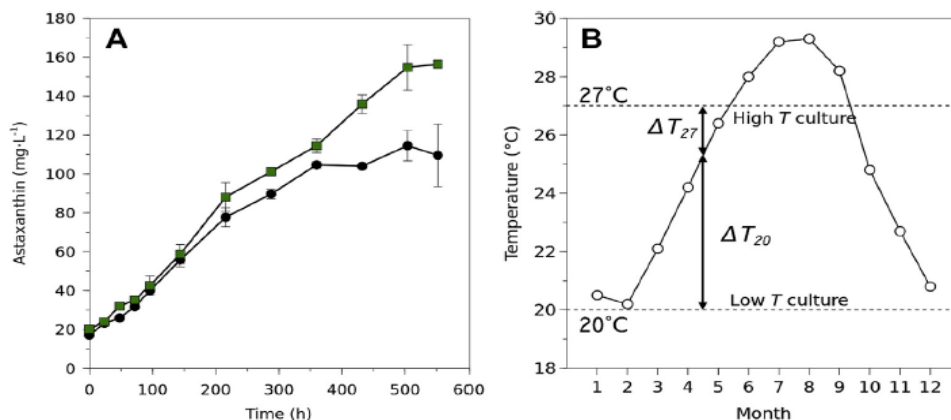 A
Astaxanthin (mg·L⁻¹)
180
160
140
120
100
80
60
40
20
0
0 100 200 300 400 500 600
Time (h)
B
Temperature (°C)
30
28
26
24
22
20
18
27°C
ΔT27
High T culture
ΔT20
Low T culture
20°C
1 2 3 4 5 6 7 8 9 10 11 12
Month